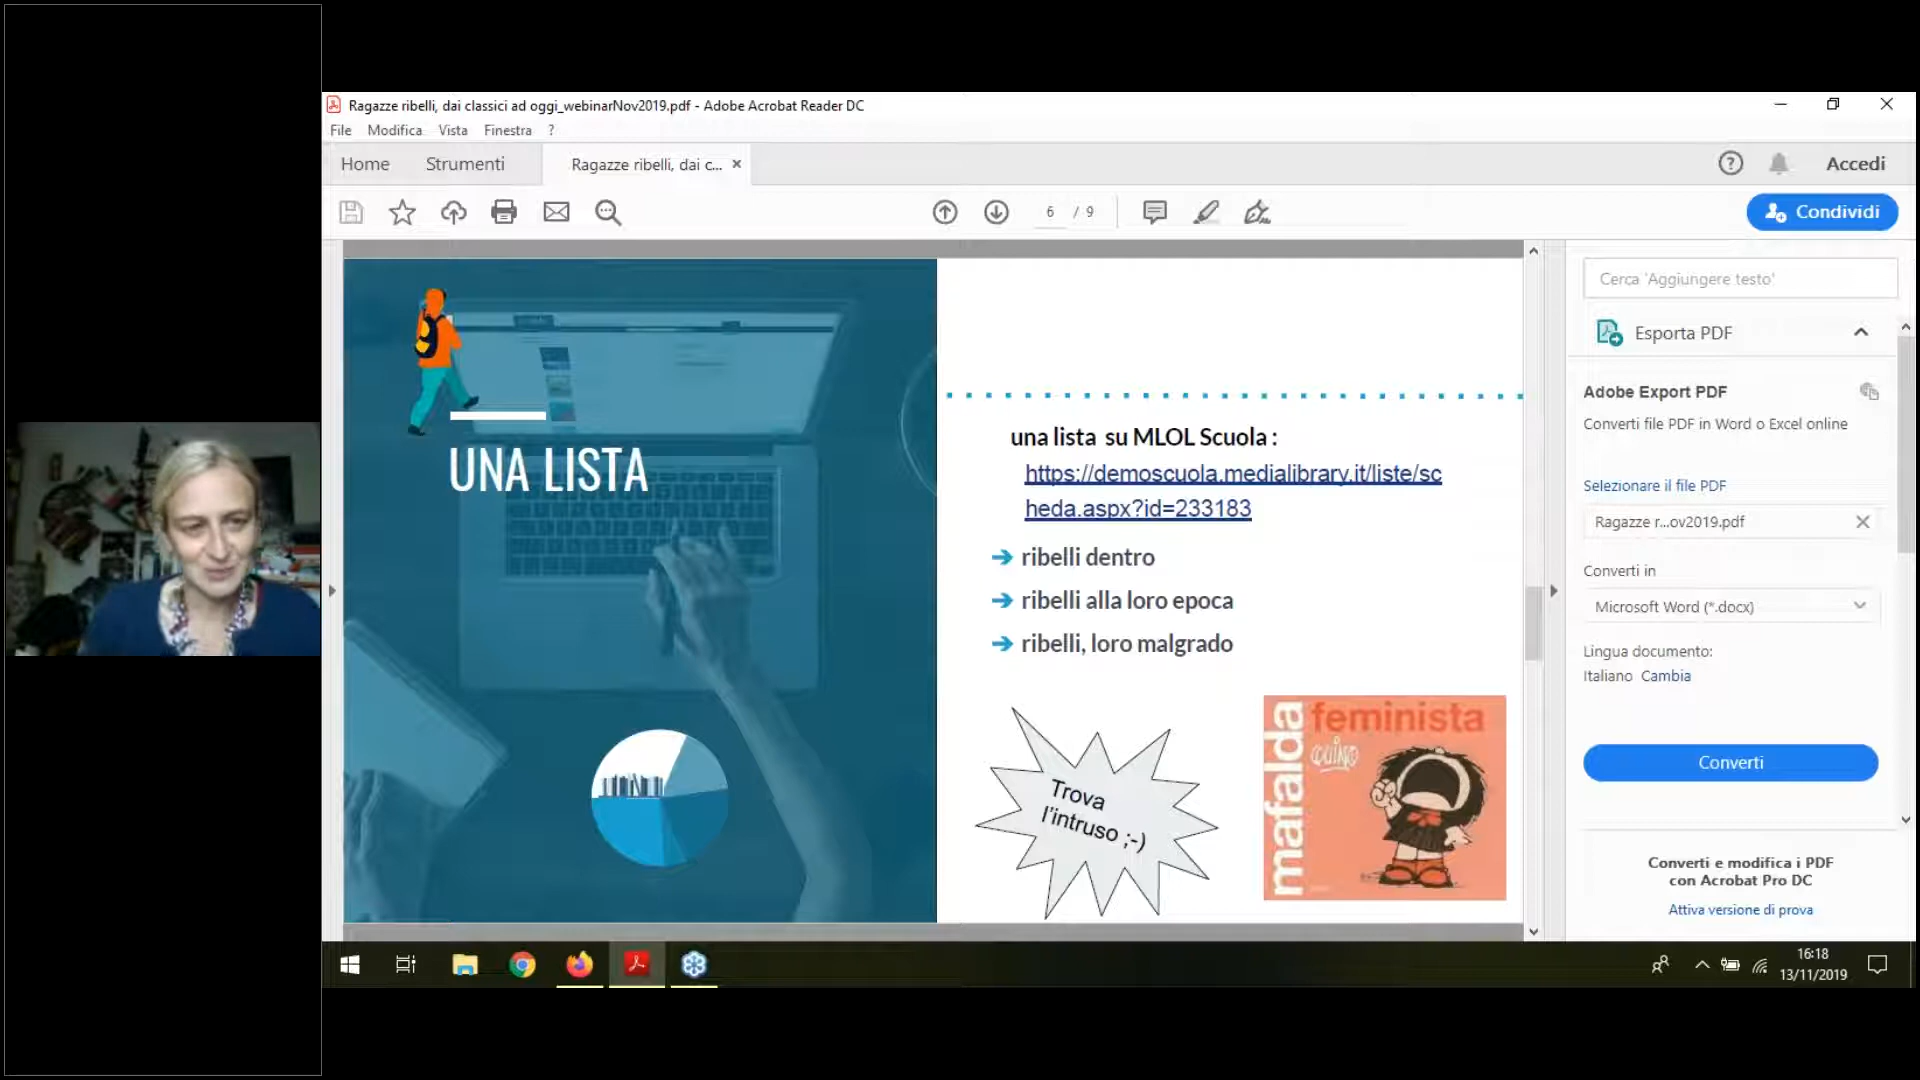 Ragazze ribelli, dai classici ad oggi_webinarNov2019.pdf - Adobe Acrobat Reader DC
File Modifica Vista Finestra ?
Home Strumenti Ragazze ribelli, dai c... × Accedi
6 / 9 Condividi
UNA LISTA
una lista su MLOL Scuola :
https://demoscuola.medialibrary.it/liste/sc
heda.aspx?id=233183
→ ribelli dentro
→ ribelli alla loro epoca
→ ribelli, loro malgrado
Trova
l'intruso ;-)
mafalda
feminista
QUINO
Cerca 'Aggiungere testo'
Esporta PDF
Adobe Export PDF
Converti file PDF in Word o Excel online
Selezionare il file PDF
Ragazze r...ov2019.pdf
Converti in
Microsoft Word (*.docx)
Lingua documento:
Italiano Cambia
Converti
Converti e modifica i PDF
con Acrobat Pro DC
Attiva versione di prova
16:18
13/11/2019